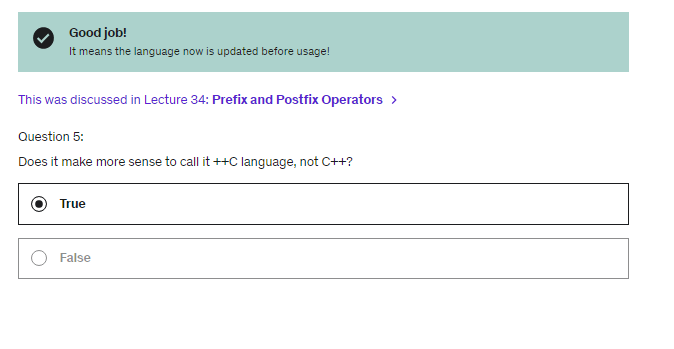 Good job!
It means the language now is updated before usage!
This was discussed in Lecture 34: Prefix and Postfix Operators >
Question 5:
Does it make more sense to call it ++C language, not C++?
True
False